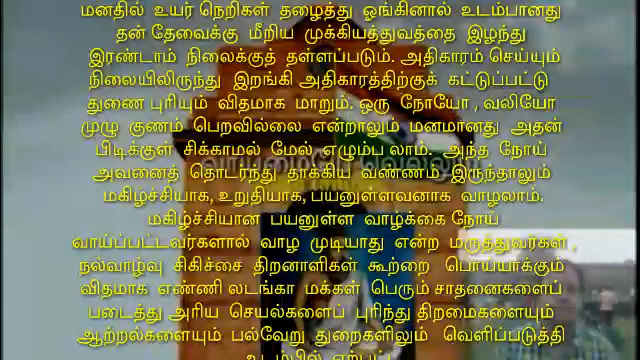 மனதில் உயர் நெறிகள் தழைத்து ஓங்கினால் உடம்பானது
தன் தேவைக்கு மீறிய முக்கியத்துவத்தை இழந்து
இரண்டாம் நிலைக்குத் தள்ளப்படும். அதிகாரம் செய்யும்
நிலையிலிருந்து இறங்கி அதிகாரத்திற்குக் கட்டுப்பட்டு
துணை புரியும் விதமாக மாறும். ஒரு நோயோ , வலியோ
முழு குணம் பெறவில்லை என்றாலும் மனமானது அதன்
பிடிக்குள் சிக்காமல் மேல் எழும்ப லாம். அந்த நோய்
அவனைத் தொடர்ந்து தாக்கிய வண்ணம் இருந்தாலும்
மகிழ்ச்சியாக, உறுதியாக, பயனுள்ளவனாக வாழலாம்.
மகிழ்ச்சியான பயனுள்ள வாழ்க்கை நோய்
வாய்ப்பட்டவர்களால் வாழ முடியாது என்ற மருத்துவர்கள் ,
நல்வாழ்வு சிகிச்சை திறனாளிகள் கூற்றை பொய்யாக்கும்
விதமாக எண்ணி லடங்கா மக்கள் பெரும் சாதனைகளைப்
படைத்து அரிய செயல்களைப் புரிந்து திறமைகளையும்
ஆற்றல்களையும் பல்வேறு துறைகளிலும் வெளிப்படுத்தி